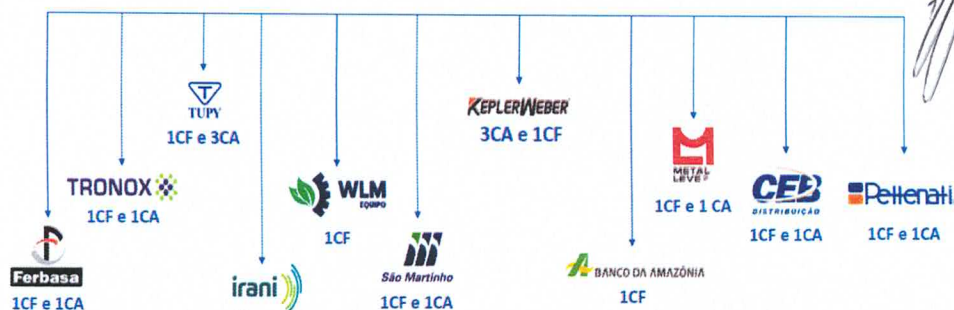 TUPY
1CF e 3CA
KEPLERWEBER
3CA e 1CF
METAL
LEVE
1CF e 1 CA
TRONOX
1CF e 1CA
WLM
EQUIPO
1CF
CEB
DISTRIBUIÇÃO
1CF e 1CA
Pettenati
1CF e 1CA
Ferbasa
1CF e 1CA
irani
São Martinho
1CF e 1CA
BANCO DA AMAZÔNIA
1CF